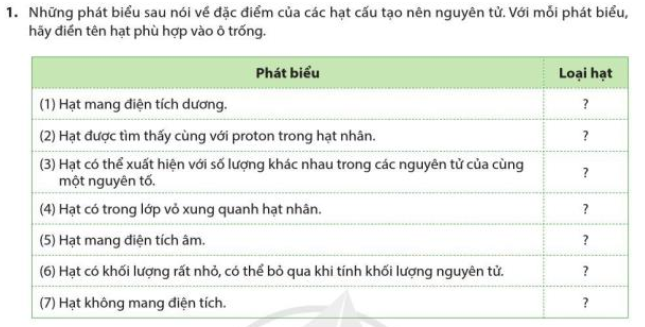 1. Những phát biểu sau nói về đặc điểm của các hạt cấu tạo nên nguyên tử. Với mỗi phát biểu,
hãy điền tên hạt phù hợp vào ô trống.
Phát biểu Loại hạt
(1) Hạt mang điện tích dương. ?
(2) Hạt được tìm thấy cùng với proton trong hạt nhân. ?
(3) Hạt có thể xuất hiện với số lượng khác nhau trong các nguyên tử của cùng
một nguyên tố. ?
(4) Hạt có trong lớp vỏ xung quanh hạt nhân. ?
(5) Hạt mang điện tích âm. ?
(6) Hạt có khối lượng rất nhỏ, có thể bỏ qua khi tính khối lượng nguyên tử. ?
(7) Hạt không mang điện tích. ?